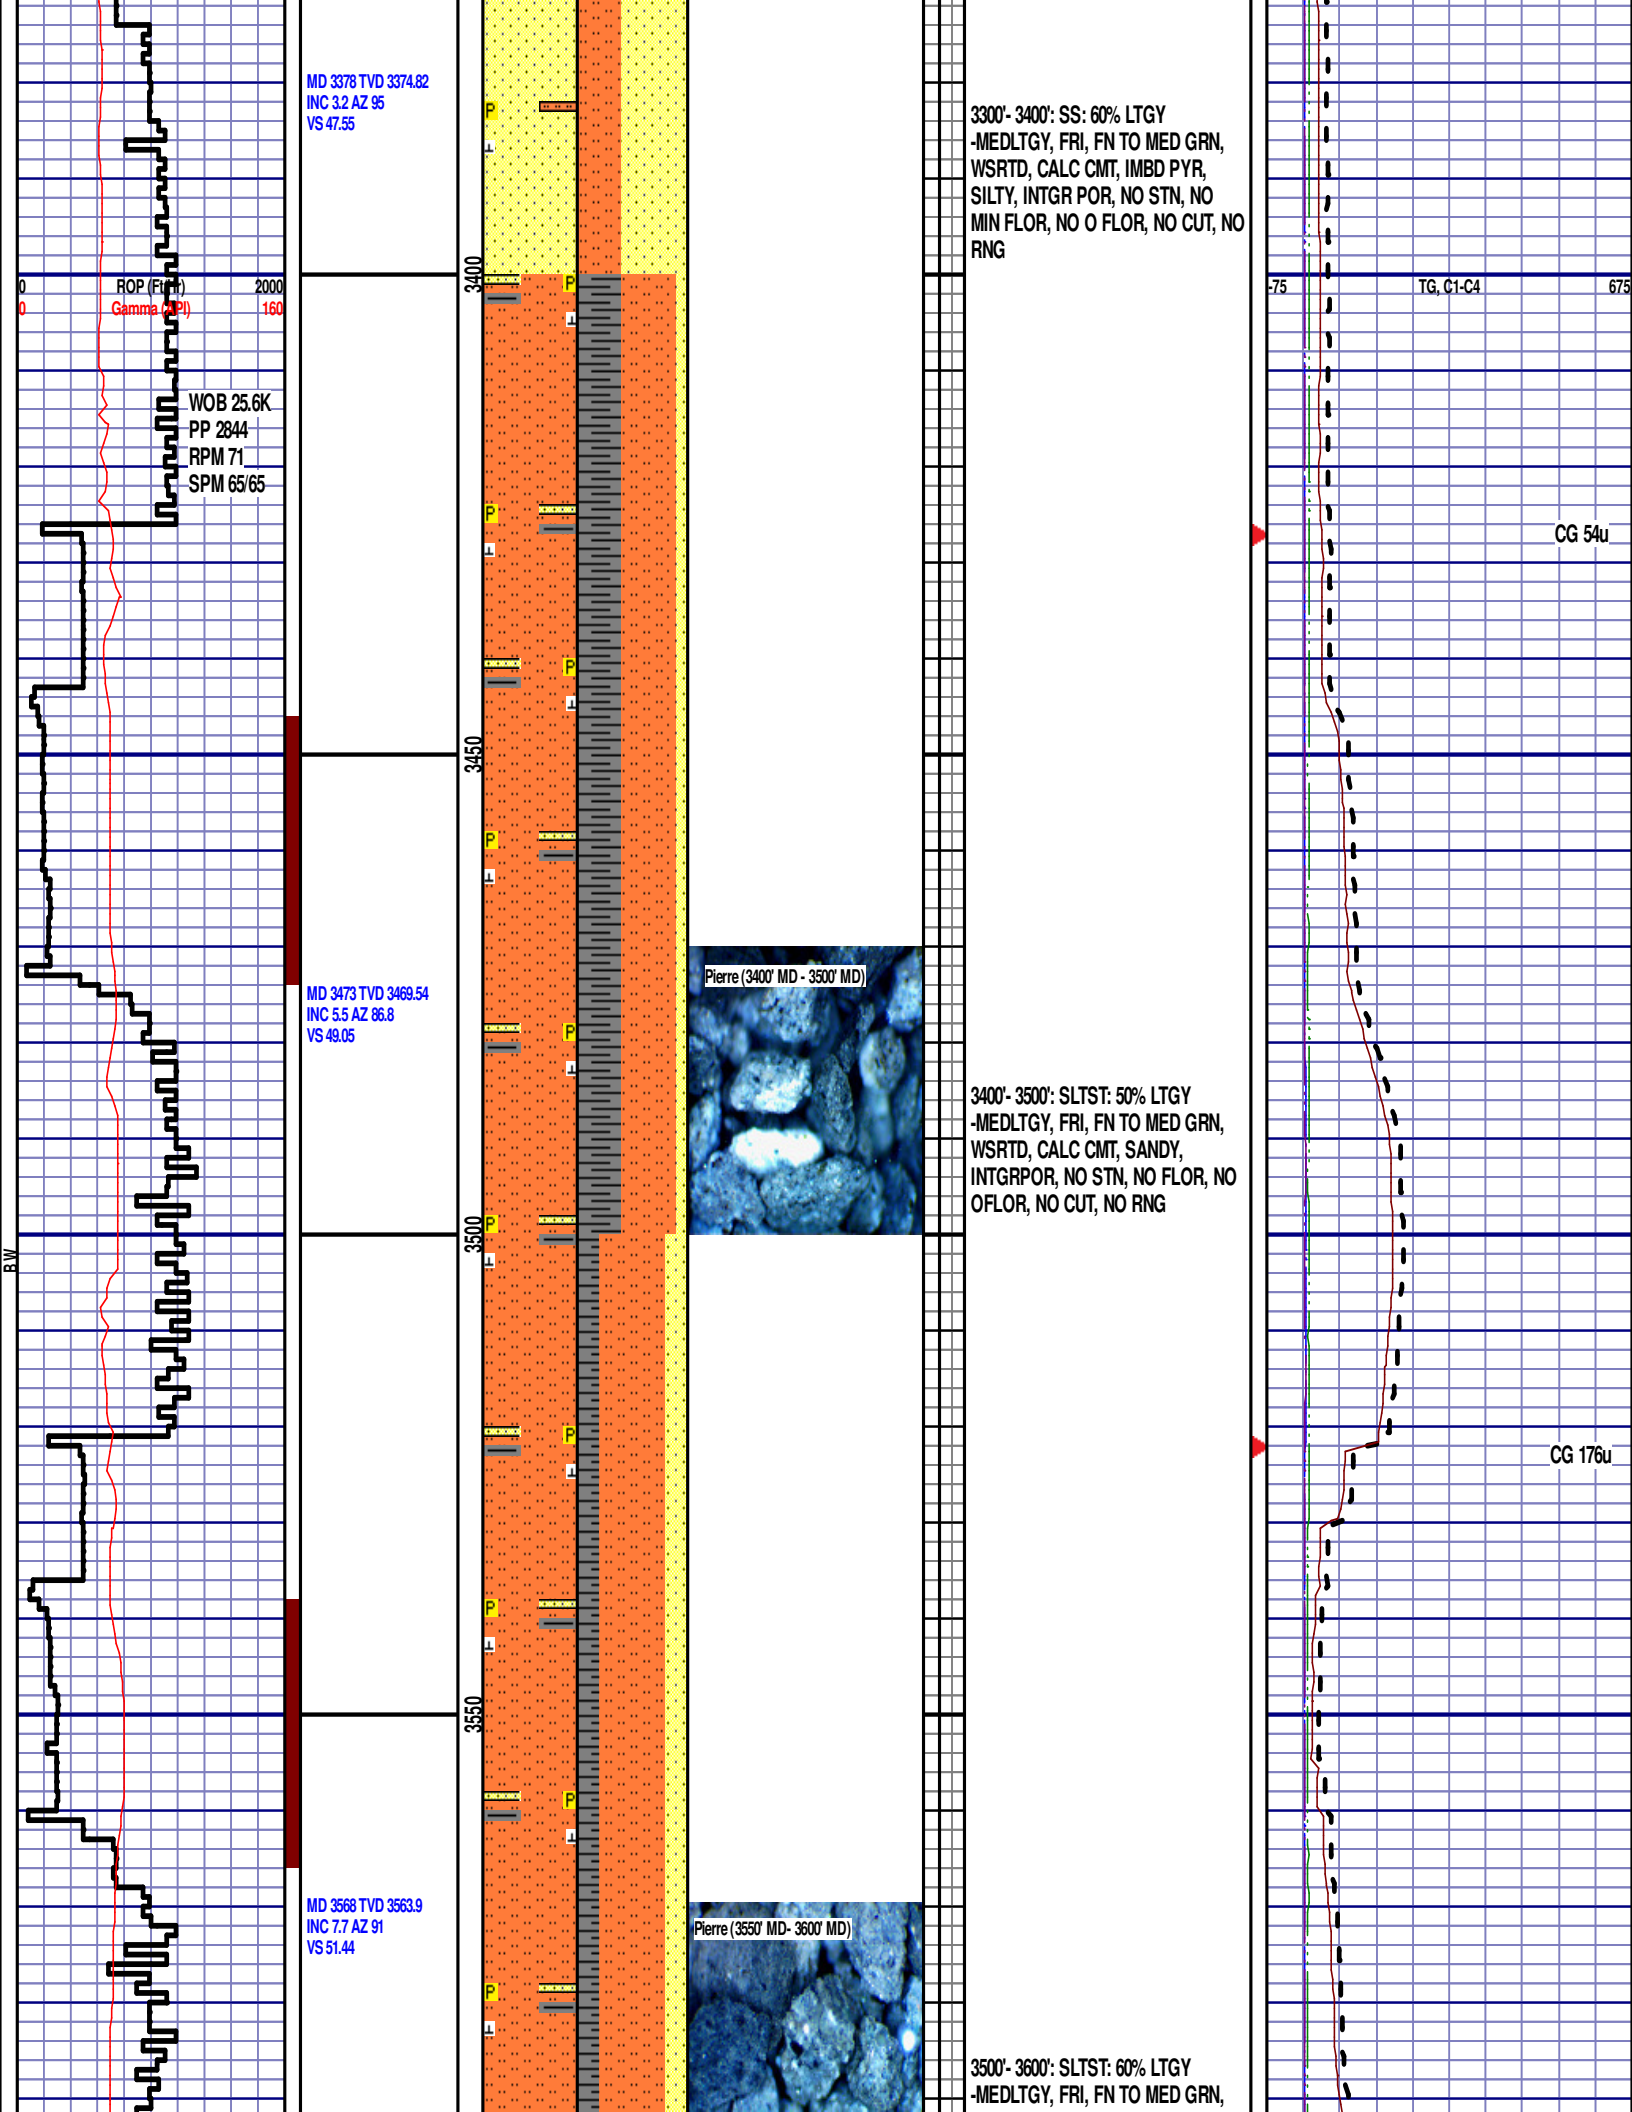 MD 3378 TVD 3374.82
INC 3.2 AZ 95
VS 47.55
3300'- 3400': SS: 60% LTGY
-MEDLTGY, FRI, FN TO MED GRN,
WSRTD, CALC CMT, IMBD PYR,
SILTY, INTGR POR, NO STN, NO
MIN FLOR, NO O FLOR, NO CUT, NO
RNG
3400
0 ROP (Ft/Hr) 2000
0 Gamma (API) 160
-75 TG, C1-C4 675
P
P
WOB 25.6K
PP 2844
RPM 71
SPM 65/65
P
CG 54u
P
3450
P
Pierre (3400' MD - 3500' MD)
MD 3473 TVD 3469.54
INC 5.5 AZ 86.8
VS 49.05
P
3400'- 3500': SLTST: 50% LTGY
-MEDLTGY, FRI, FN TO MED GRN,
WSRTD, CALC CMT, SANDY,
INTGRPOR, NO STN, NO FLOR, NO
OFLOR, NO CUT, NO RNG
P
3500
B W
P
CG 176u
P
3550
P
MD 3568 TVD 3563.9
INC 7.7 AZ 91
VS 51.44
Pierre (3550' MD- 3600' MD)
P
3500'- 3600': SLTST: 60% LTGY
-MEDLTGY, FRI, FN TO MED GRN,